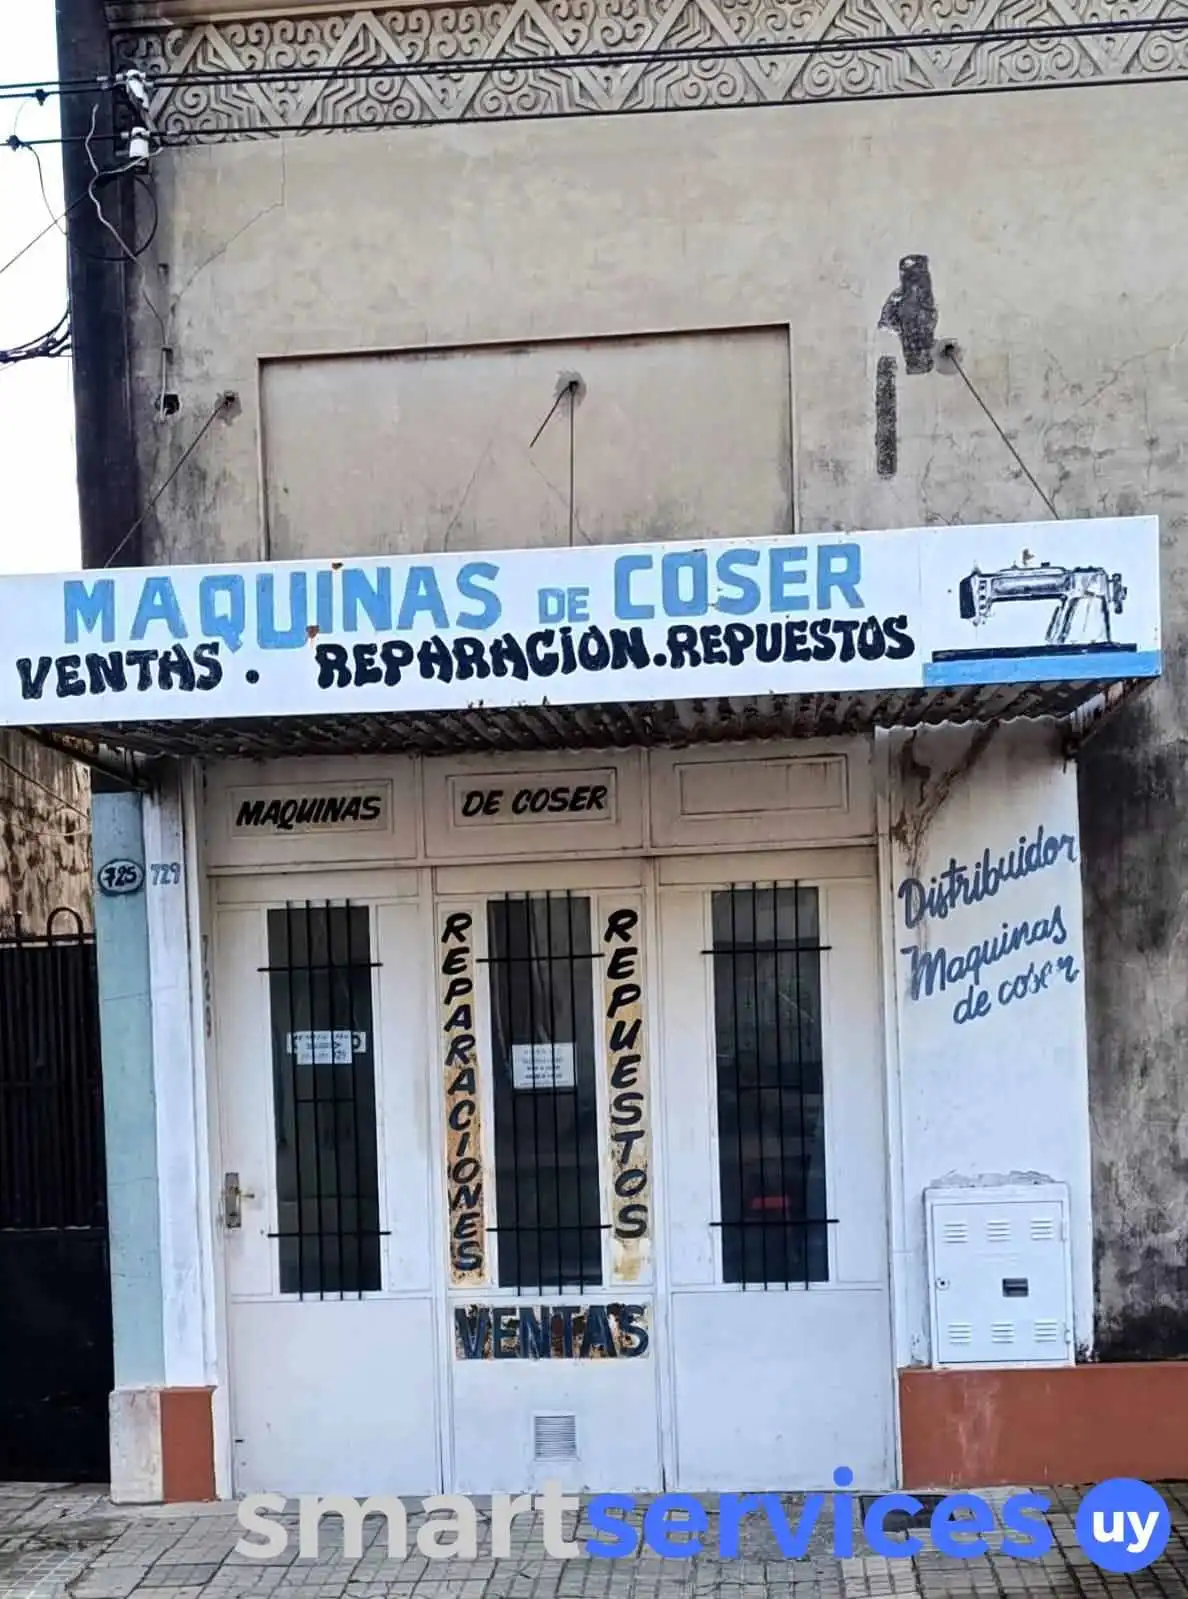 MAQUINAS DE COSER
VENTAS. REPARACION. REPUESTOS
MAQUINAS DE COSER
725 729
Distribuidor
Maquinas
de coser
REPARACIONES
REPUESTOS
VENTAS
smartservices uy